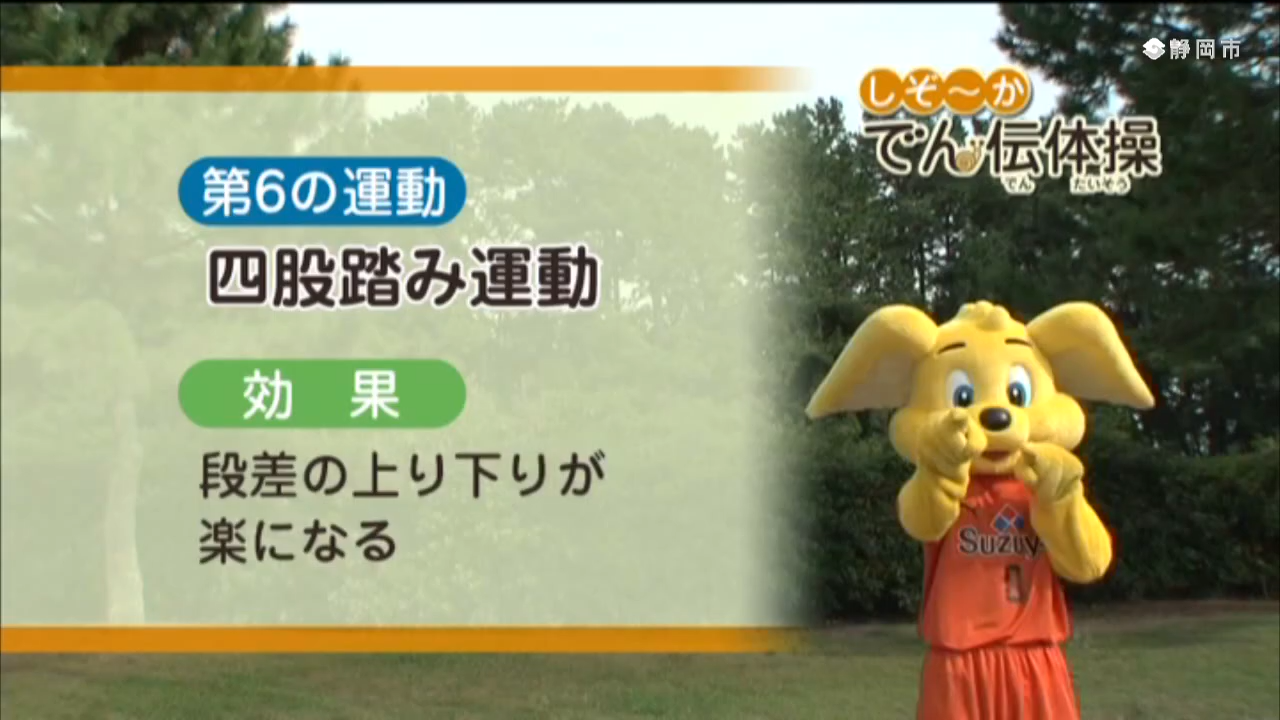 静岡市
しぞ〜か
でん伝体操
でん たいそう
第6の運動
四股踏み運動
効 果
段差の上り下りが
楽になる
Suzuy